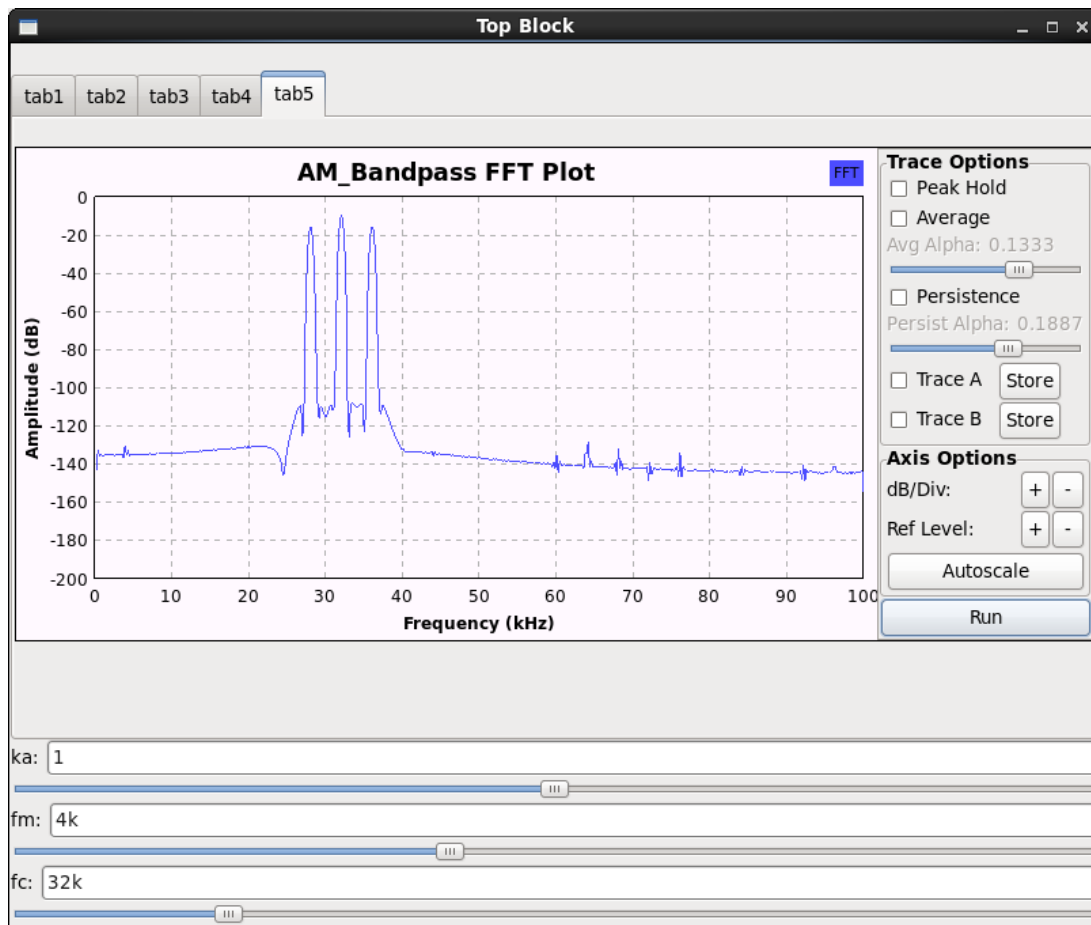 Top Block
tab1 tab2 tab3 tab4 tab5
AM_Bandpass FFT Plot
FFT
0
-20
-40
-60
-80
-100
-120
-140
-160
-180
-200
Amplitude (dB)
0 10 20 30 40 50 60 70 80 90 100
Frequency (kHz)
Trace Options
Peak Hold
Average
Avg Alpha: 0.1333
Persistence
Persist Alpha: 0.1887
Trace A Store
Trace B Store
Axis Options
dB/Div: + -
Ref Level: + -
Autoscale
Run
ka: 1
fm: 4k
fc: 32k